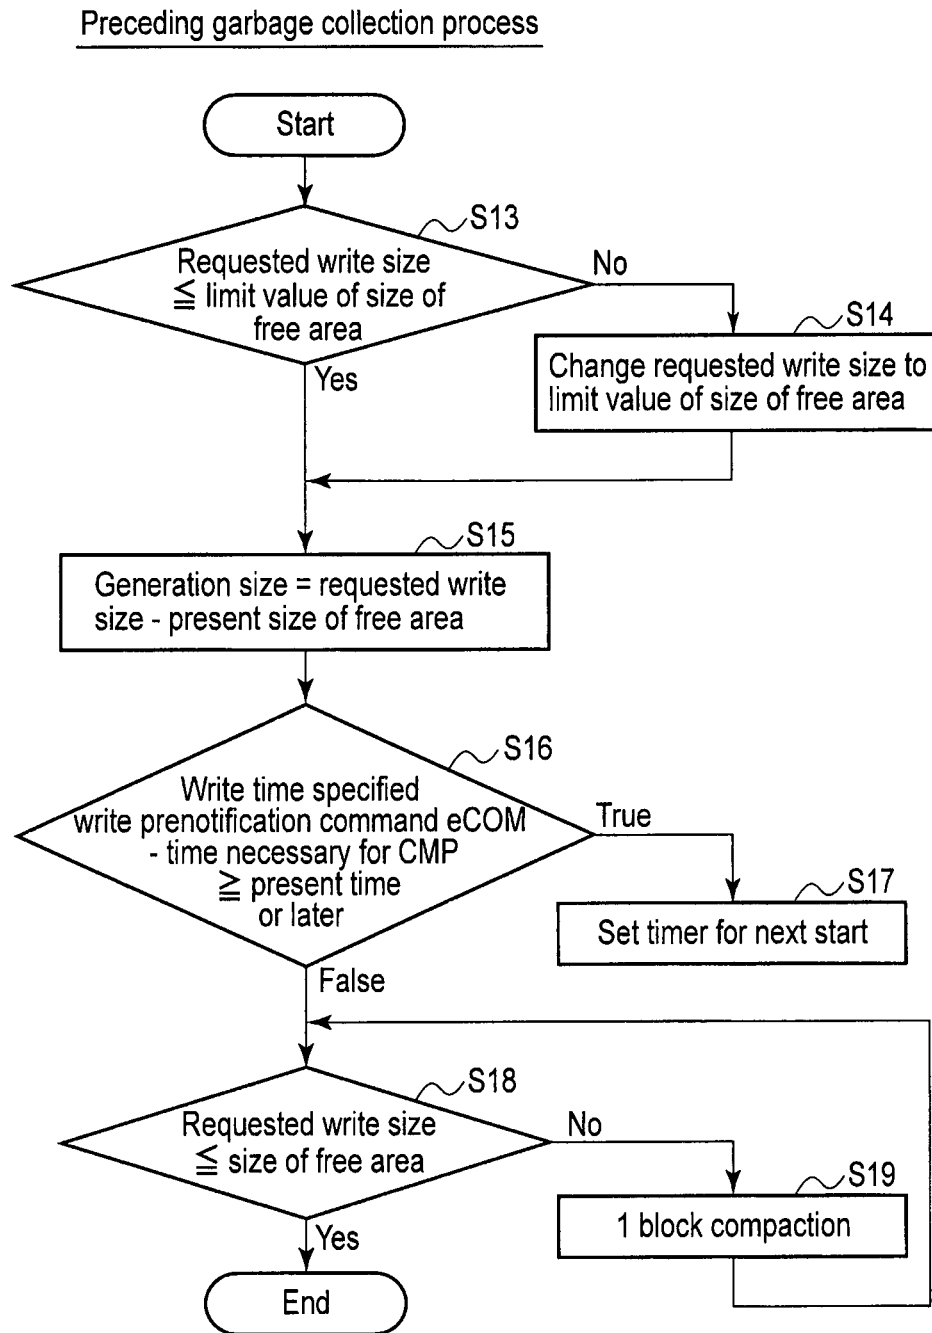 Preceding garbage collection process
Start
S13
Requested write size
≦ limit value of size of
free area
No
Yes
S14
Change requested write size to
limit value of size of free area
S15
Generation size = requested write
size - present size of free area
S16
Write time specified
write prenotification command eCOM
- time necessary for CMP
≧ present time
or later
True
False
S17
Set timer for next start
S18
Requested write size
≦ size of free area
No
Yes
S19
1 block compaction
End